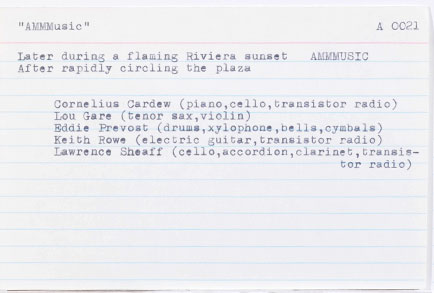 "AMMMusic" A 0021
Later during a flaming Riviera sunset AMMMUSIC
After rapidly circling the plaza
Cornelius Cardew (piano,cello,transistor radio)
Lou Gare (tenor sax,violin)
Eddie Prevost (drums,xylophone,bells,cymbals)
Keith Rowe (electric guitar,transistor radio)
Lawrence Sheaff (cello,accordion,clarinet,transis-
tor radio)